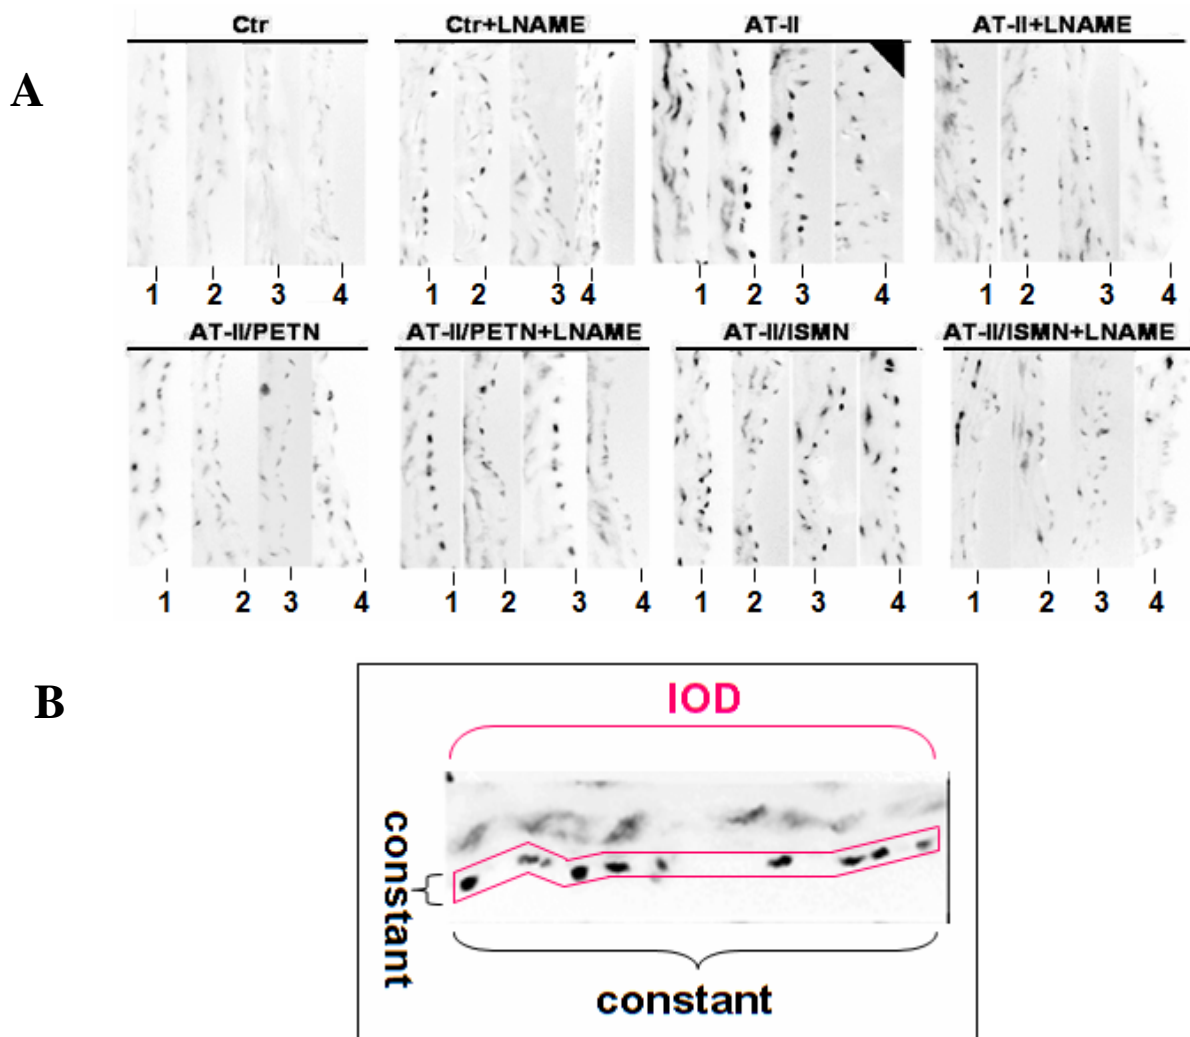 A
Ctr Ctr+LNAME AT-II AT-II+LNAME
1 2 3 4 1 2 3 4 1 2 3 4 1 2 3 4
AT-II/PETN AT-II/PETN+LNAME AT-II/ISMN AT-II/ISMN+LNAME
1 2 3 4 1 2 3 4 1 2 3 4 1 2 3 4
B
IOD
constant
constant